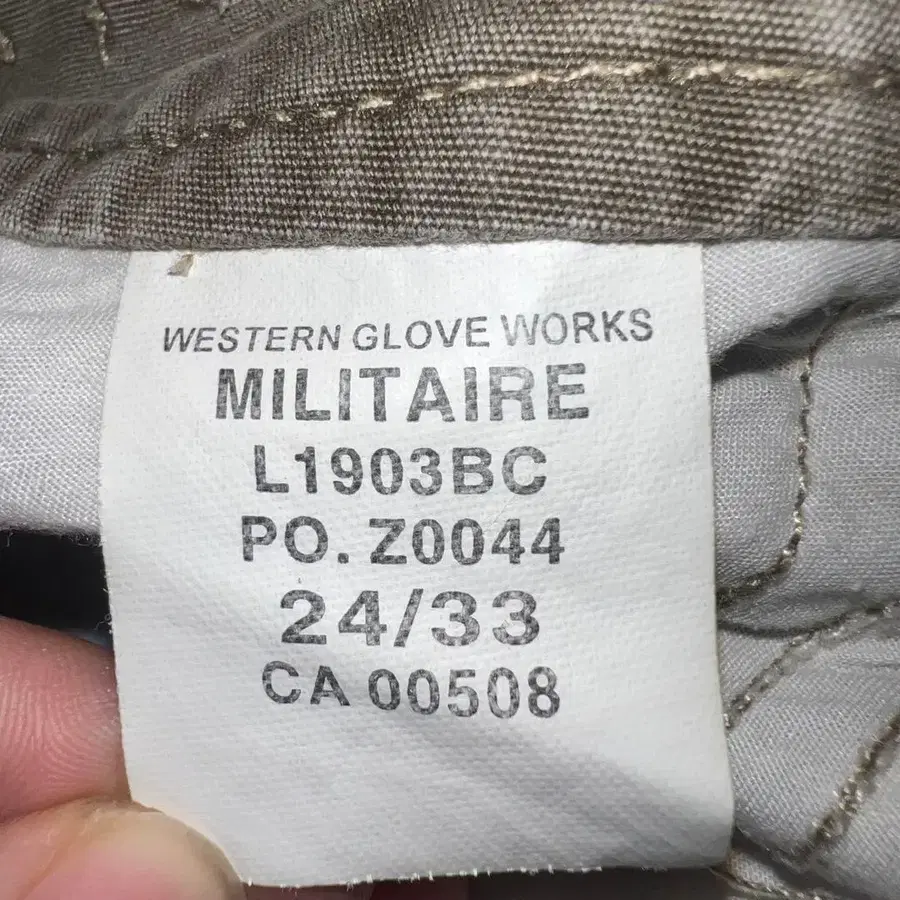 WESTERN GLOVE WORKS
MILITAIRE
L1903BC
PO. Z0044
24/33
CA 00508